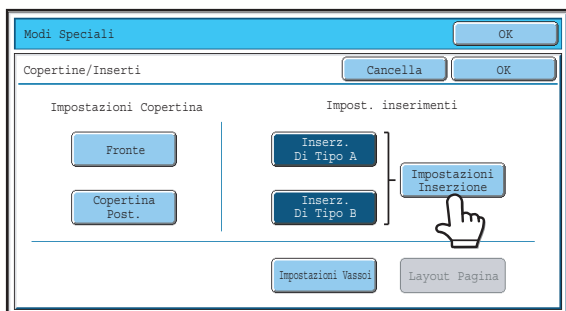 Modi Speciali
OK
Copertine/Inserti
Cancella
OK
Impostazioni Copertina
Impost. inserimenti
Fronte
Inserz.
Di Tipo A
Impostazioni
Inserzione
Copertina
Post.
Inserz.
Di Tipo B
Impostazioni Vassoi
Layout Pagina